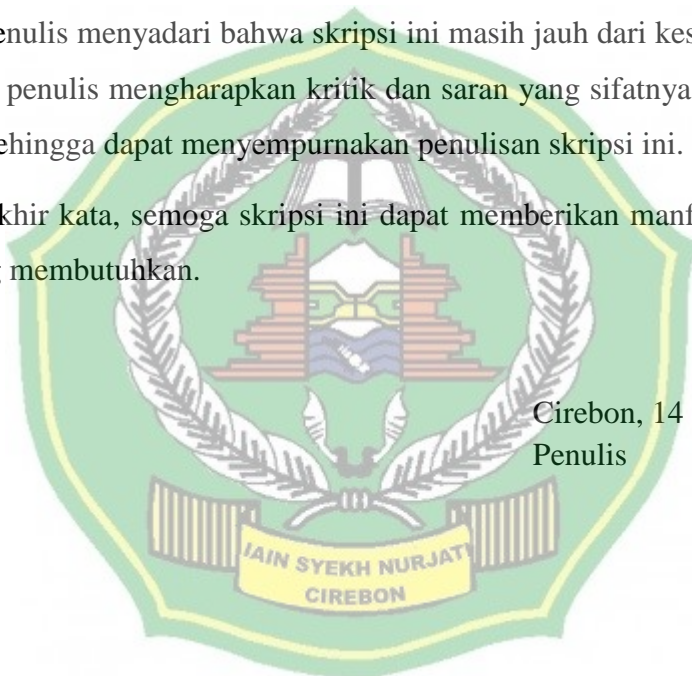 enulis menyadari bahwa skripsi ini masih jauh dari kes
penulis mengharapkan kritik dan saran yang sifatnya
ehingga dapat menyempurnakan penulisan skripsi ini.
khir kata, semoga skripsi ini dapat memberikan manf
membutuhkan.
Cirebon, 14
Penulis
IAIN SYEKH NURJATI
CIREBON